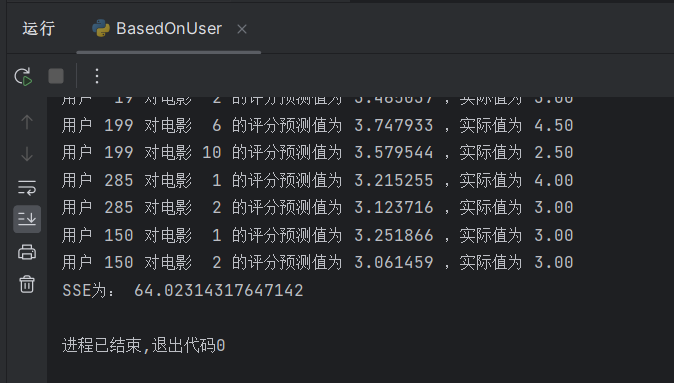 运行 BasedOnUser
用户 19 对电影 2 的评分预测值为 3.465037 ，实际值为 3.00
用户 199 对电影 6 的评分预测值为 3.747933 ，实际值为 4.50
用户 199 对电影 10 的评分预测值为 3.579544 ，实际值为 2.50
用户 285 对电影 1 的评分预测值为 3.215255 ，实际值为 4.00
用户 285 对电影 2 的评分预测值为 3.123716 ，实际值为 3.00
用户 150 对电影 1 的评分预测值为 3.251866 ，实际值为 3.00
用户 150 对电影 2 的评分预测值为 3.061459 ，实际值为 3.00
SSE为： 64.02314317647142
进程已结束,退出代码0